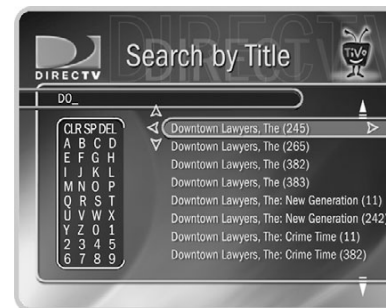 DIRECTV
Search by Title
TiVo
DIRECTV
DO_
CLR SP DEL
A B C D
E F G H
I J K L
M N O P
Q R S T
U V W X
Y Z 0 1
2 3 4 5
6 7 8 9
Downtown Lawyers, The (245)
Downtown Lawyers, The (265)
Downtown Lawyers, The (382)
Downtown Lawyers, The (383)
Downtown Lawyers, The: New Generation (11)
Downtown Lawyers, The: New Generation (242)
Downtown Lawyers, The: Crime Time (11)
Downtown Lawyers, The: Crime Time (382)